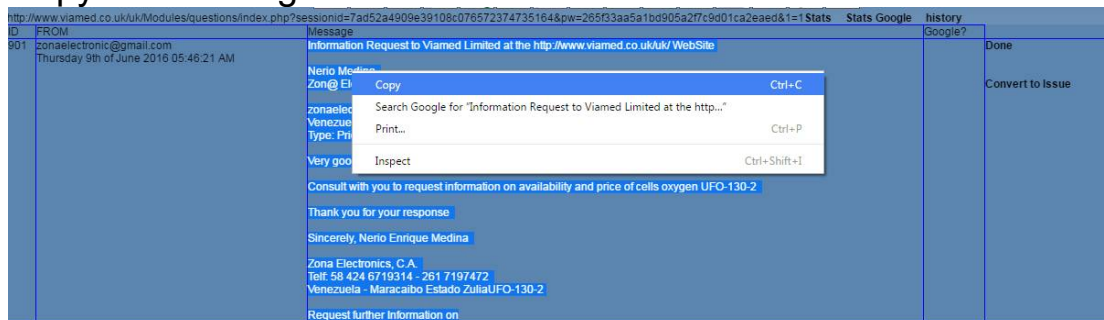 http://www.viamed.co.uk/uk/Modules/questions/index.php?sessionid=7ad52a4909e39108c076572374735164&pw=265f33aa5a1bd905a2f7c9d01ca2eaed&1=1 Stats Stats Google history
ID FROM Message Google?
901 zonaelectronic@gmail.com Information Request to Viamed Limited at the http://www.viamed.co.uk/uk/ WebSite Done
Thursday 9th of June 2016 05:46:21 AM
Nerio
Zon@
Convert to Issue
Copy Ctrl+C
Search Google for "Information Request to Viamed Limited at the http..."
Print... Ctrl+P
Inspect Ctrl+Shift+I
Type:
Very
Consult with you to request information on availability and price of cells oxygen UFO-130-2
Thank you for your response
Sincerely, Nerio Enrique Medina
Zona Electronics, C.A.
Telf: 58 424 6719314 - 261 7197472
Venezuela - Maracaibo Estado ZuliaUFO-130-2
Request further Information on